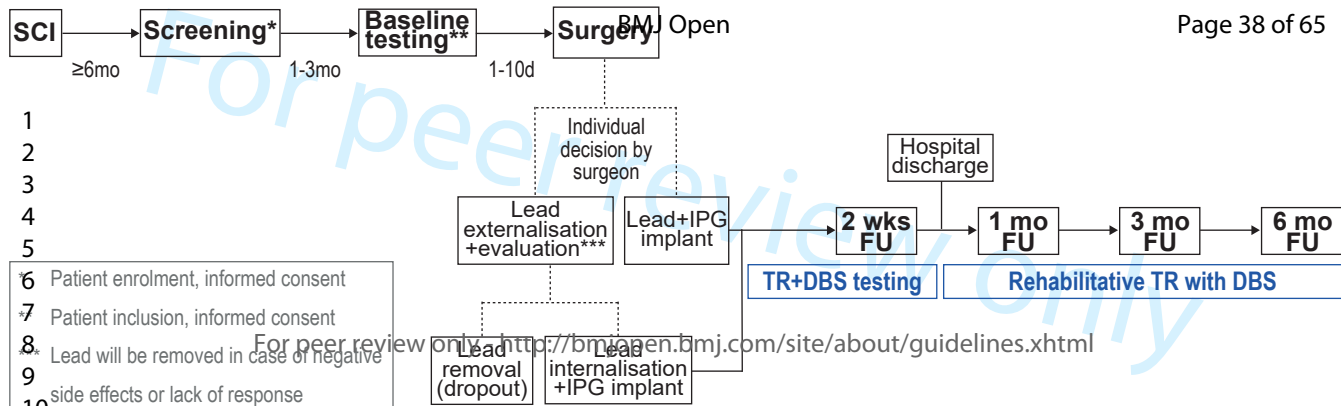 BMJ Open
Page 38 of 65
SCI
Screening*
Baseline
testing**
Surgery
≥6mo
1-3mo
1-10d
Individual
decision by
surgeon
Lead
externalisation
+evaluation***
Lead+IPG
implant
Hospital
discharge
2 wks
FU
1 mo
FU
3 mo
FU
6 mo
FU
TR+DBS testing
Rehabilitative TR with DBS
Lead
removal
(dropout)
Lead
internalisation
+IPG implant
* Patient enrolment, informed consent
** Patient inclusion, informed consent
*** Lead will be removed in case of negative
side effects or lack of response
1
2
3
4
5
6
7
8
9
10
For peer review only - http://bmjopen.bmj.com/site/about/guidelines.xhtml
For peer review only